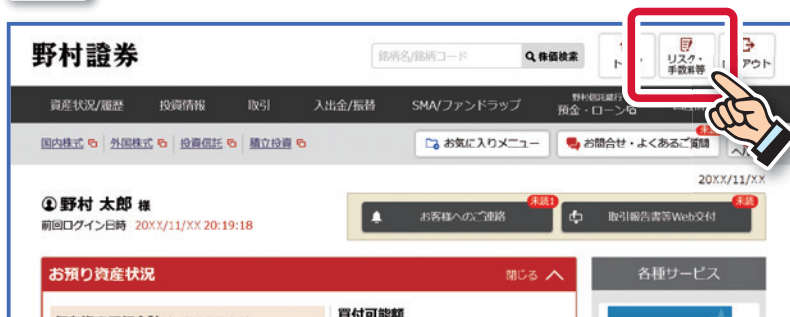 野村證券
銘柄名/銘柄コード
株価検索
リスク・
手数料等
資産状況/履歴 投資情報 取引 入出金/振替 SMA/ファンドラップ
預金・ローン
国内株式 外国株式 投資信託 積立投資
お気に入りメニュー
お問合せ・よくあるご質問
20XX/11/XX
野村 太郎 様
前回ログイン日時 20XX/11/XX 20:19:18
お客様へのご連絡
未読1
取引報告書等Web交付
未読
お預り資産状況
閉じる
各種サービス
買付可能額